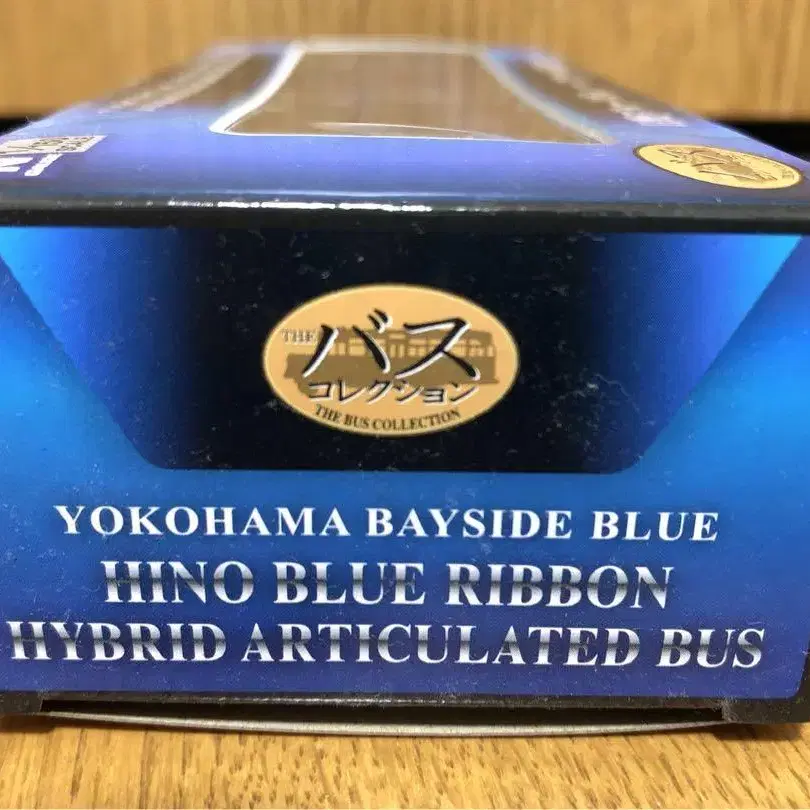 THE バス
コレクション
THE BUS COLLECTION
YOKOHAMA BAYSIDE BLUE
HINO BLUE RIBBON
HYBRID ARTICULATED BUS